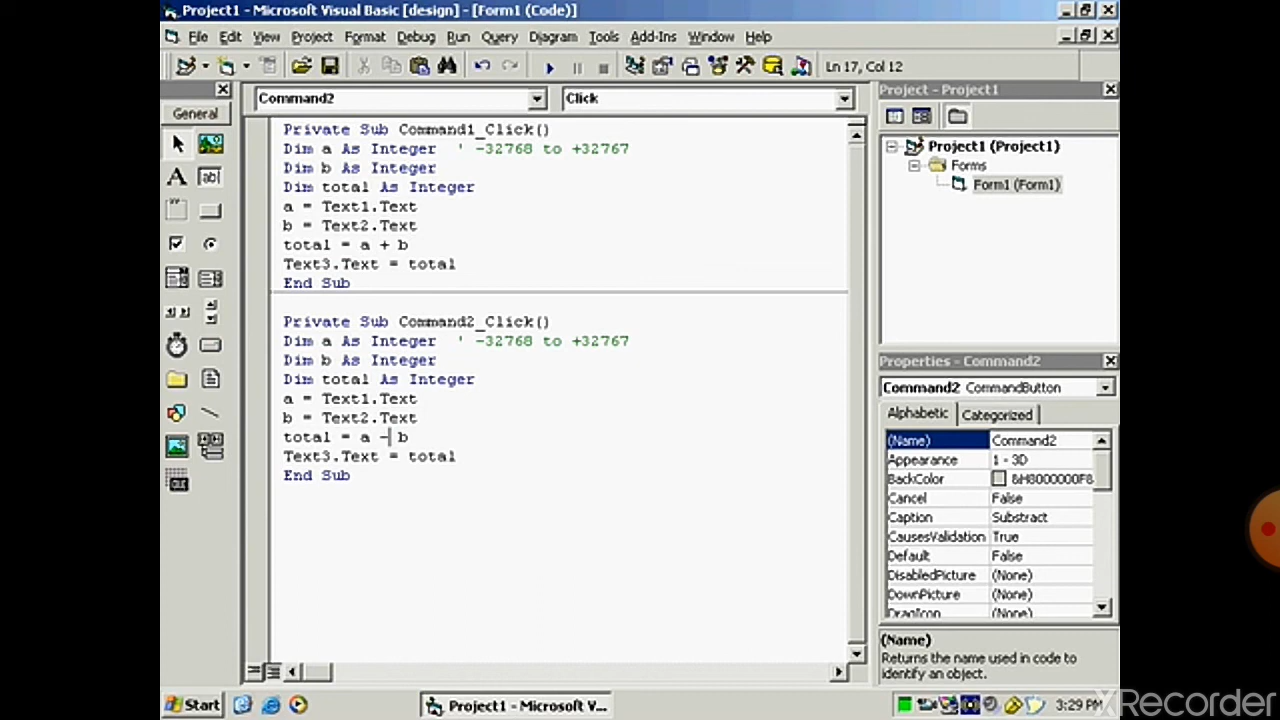 Project1 - Microsoft Visual Basic [design] - [Form1 (Code)]
File Edit View Project Format Debug Run Query Diagram Tools Add-Ins Window Help
Ln 17, Col 12
General
Command2
Click
Private Sub Command1_Click()
Dim a As Integer ' -32768 to +32767
Dim b As Integer
Dim total As Integer
a = Text1.Text
b = Text2.Text
total = a + b
Text3.Text = total
End Sub
Private Sub Command2_Click()
Dim a As Integer ' -32768 to +32767
Dim b As Integer
Dim total As Integer
a = Text1.Text
b = Text2.Text
total = a - b
Text3.Text = total
End Sub
Project - Project1
Project1 (Project1)
Forms
Form1 (Form1)
Properties - Command2
Command2 CommandButton
Alphabetic Categorized
(Name) Command2
Appearance 1 - 3D
BackColor &H8000000F&
Cancel False
Caption Substract
CausesValidation True
Default False
DisabledPicture (None)
DownPicture (None)
DragIcon (None)
(Name)
Returns the name used in code to
identify an object.
Start
Project1 - Microsoft V...
3:29 PM
XRecorder